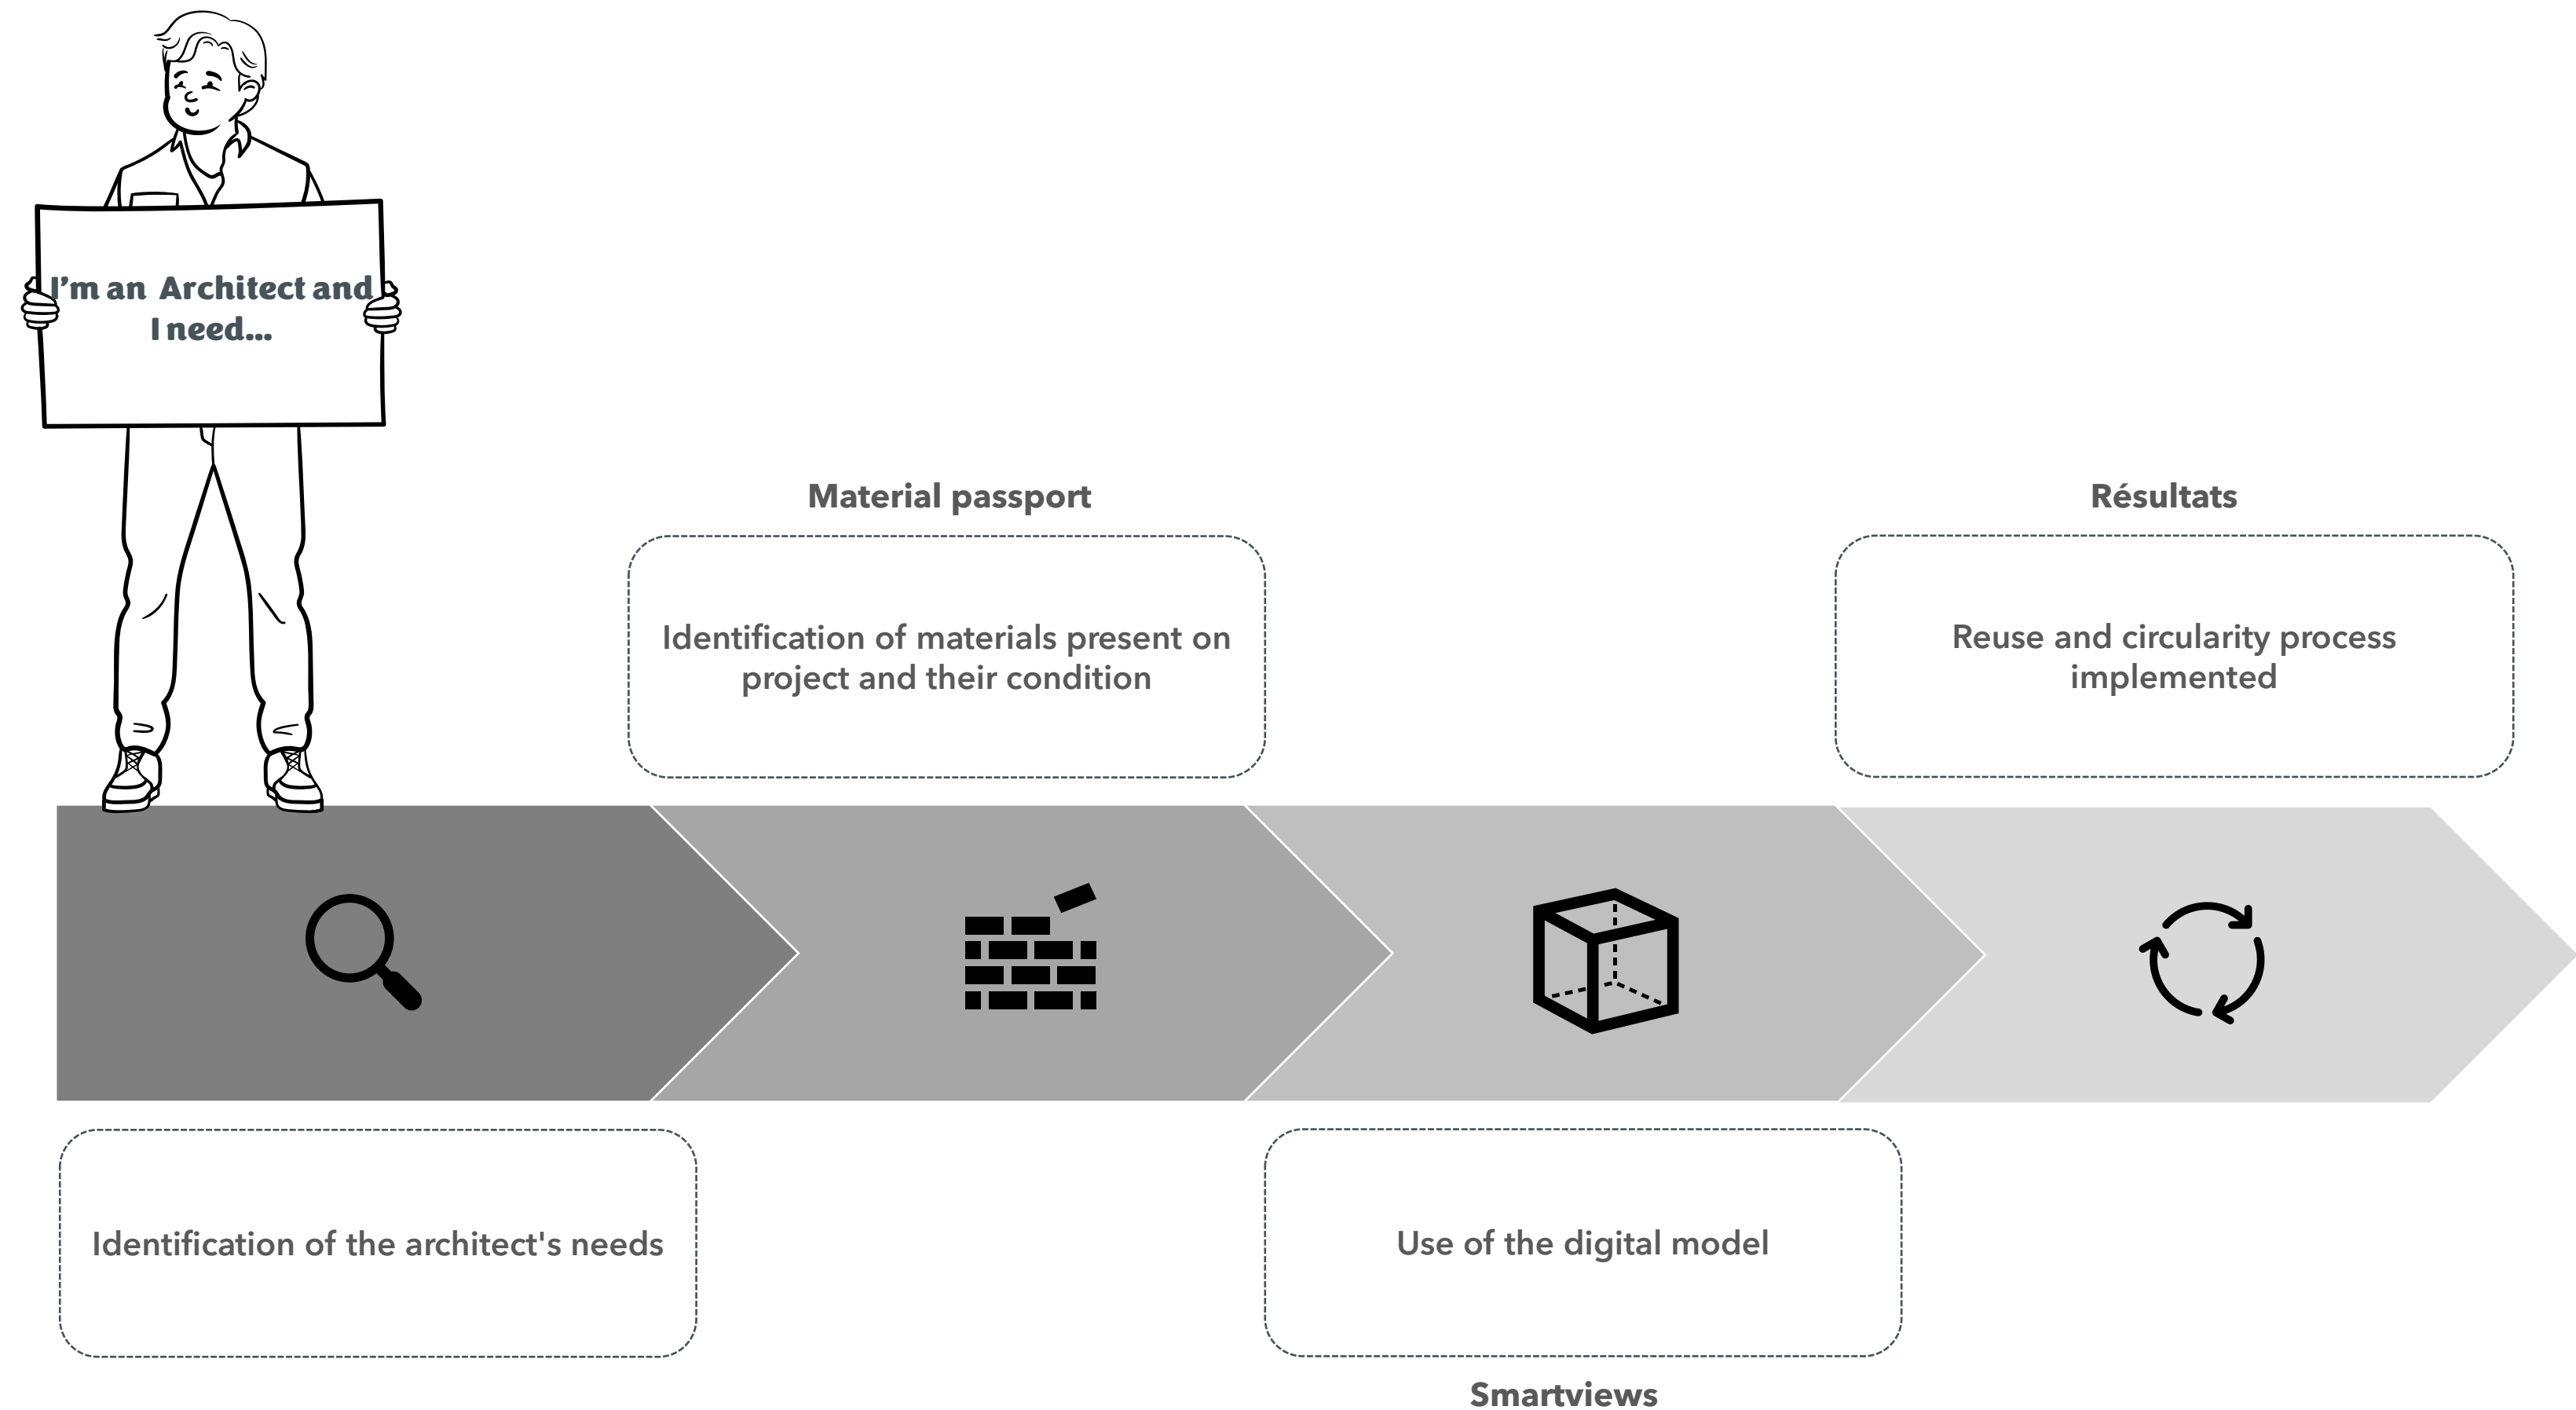 I'm an Architect and
I need...
Material passport
Identification of materials present on
project and their condition
Résultats
Reuse and circularity process
implemented
Identification of the architect's needs
Use of the digital model
Smartviews